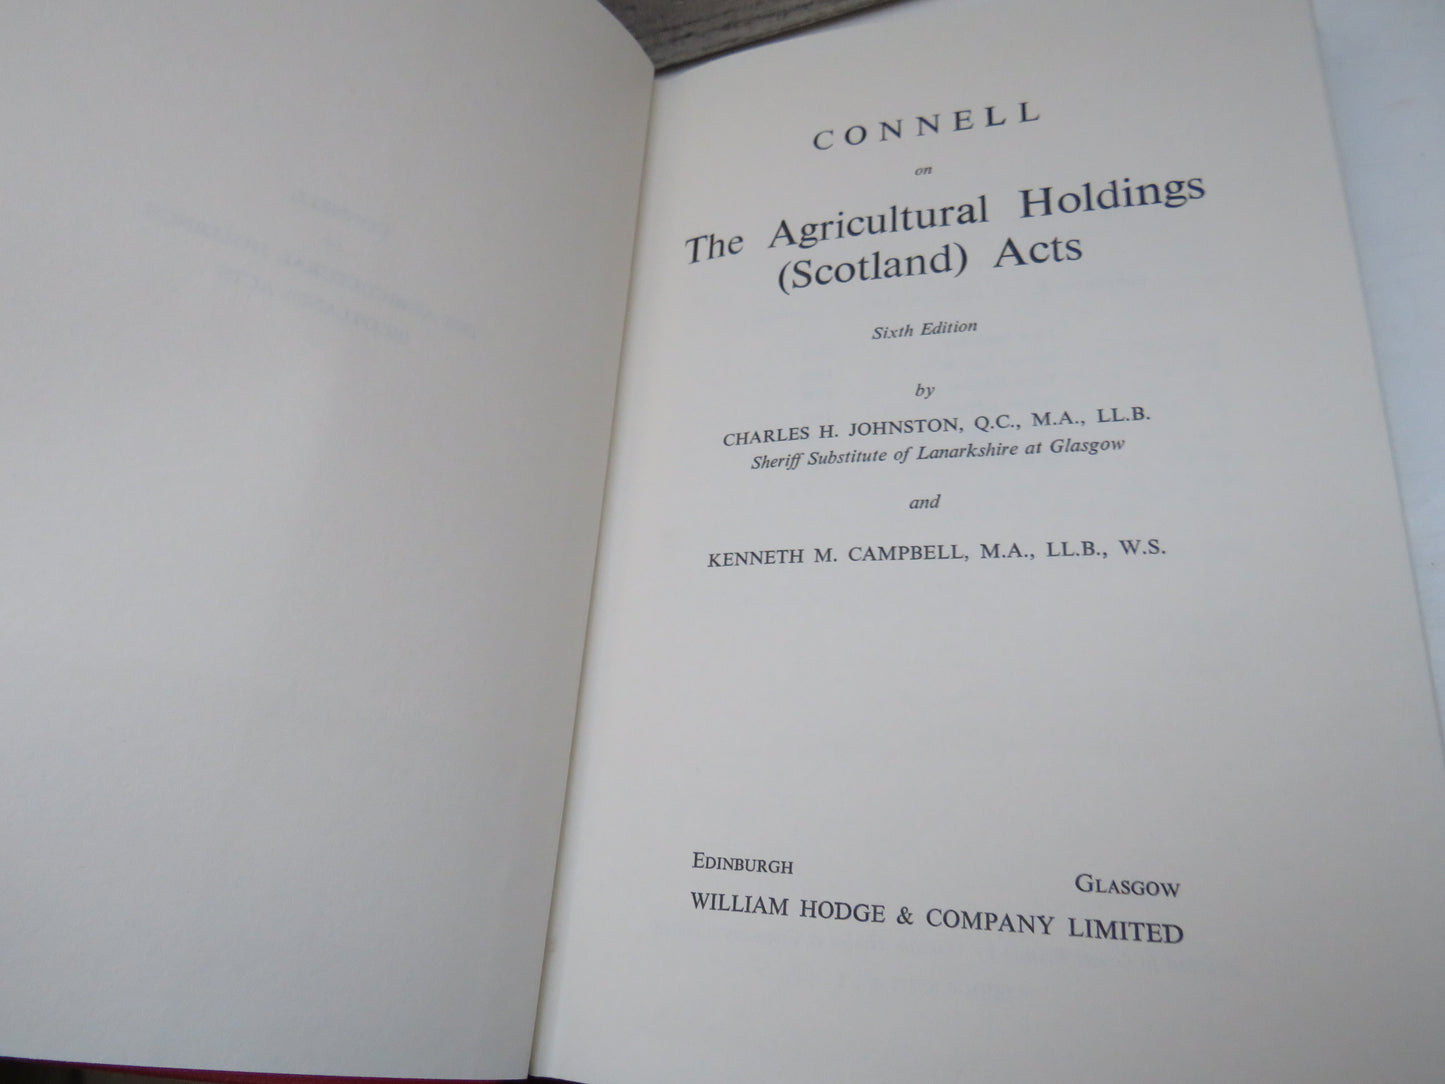 CONNELL
on
The Agricultural Holdings
(Scotland) Acts
Sixth Edition
by
CHARLES H. JOHNSTON, Q.C., M.A., LL.B.
Sheriff Substitute of Lanarkshire at Glasgow
and
KENNETH M. CAMPBELL, M.A., LL.B., W.S.
EDINBURGH GLASGOW
WILLIAM HODGE & COMPANY LIMITED